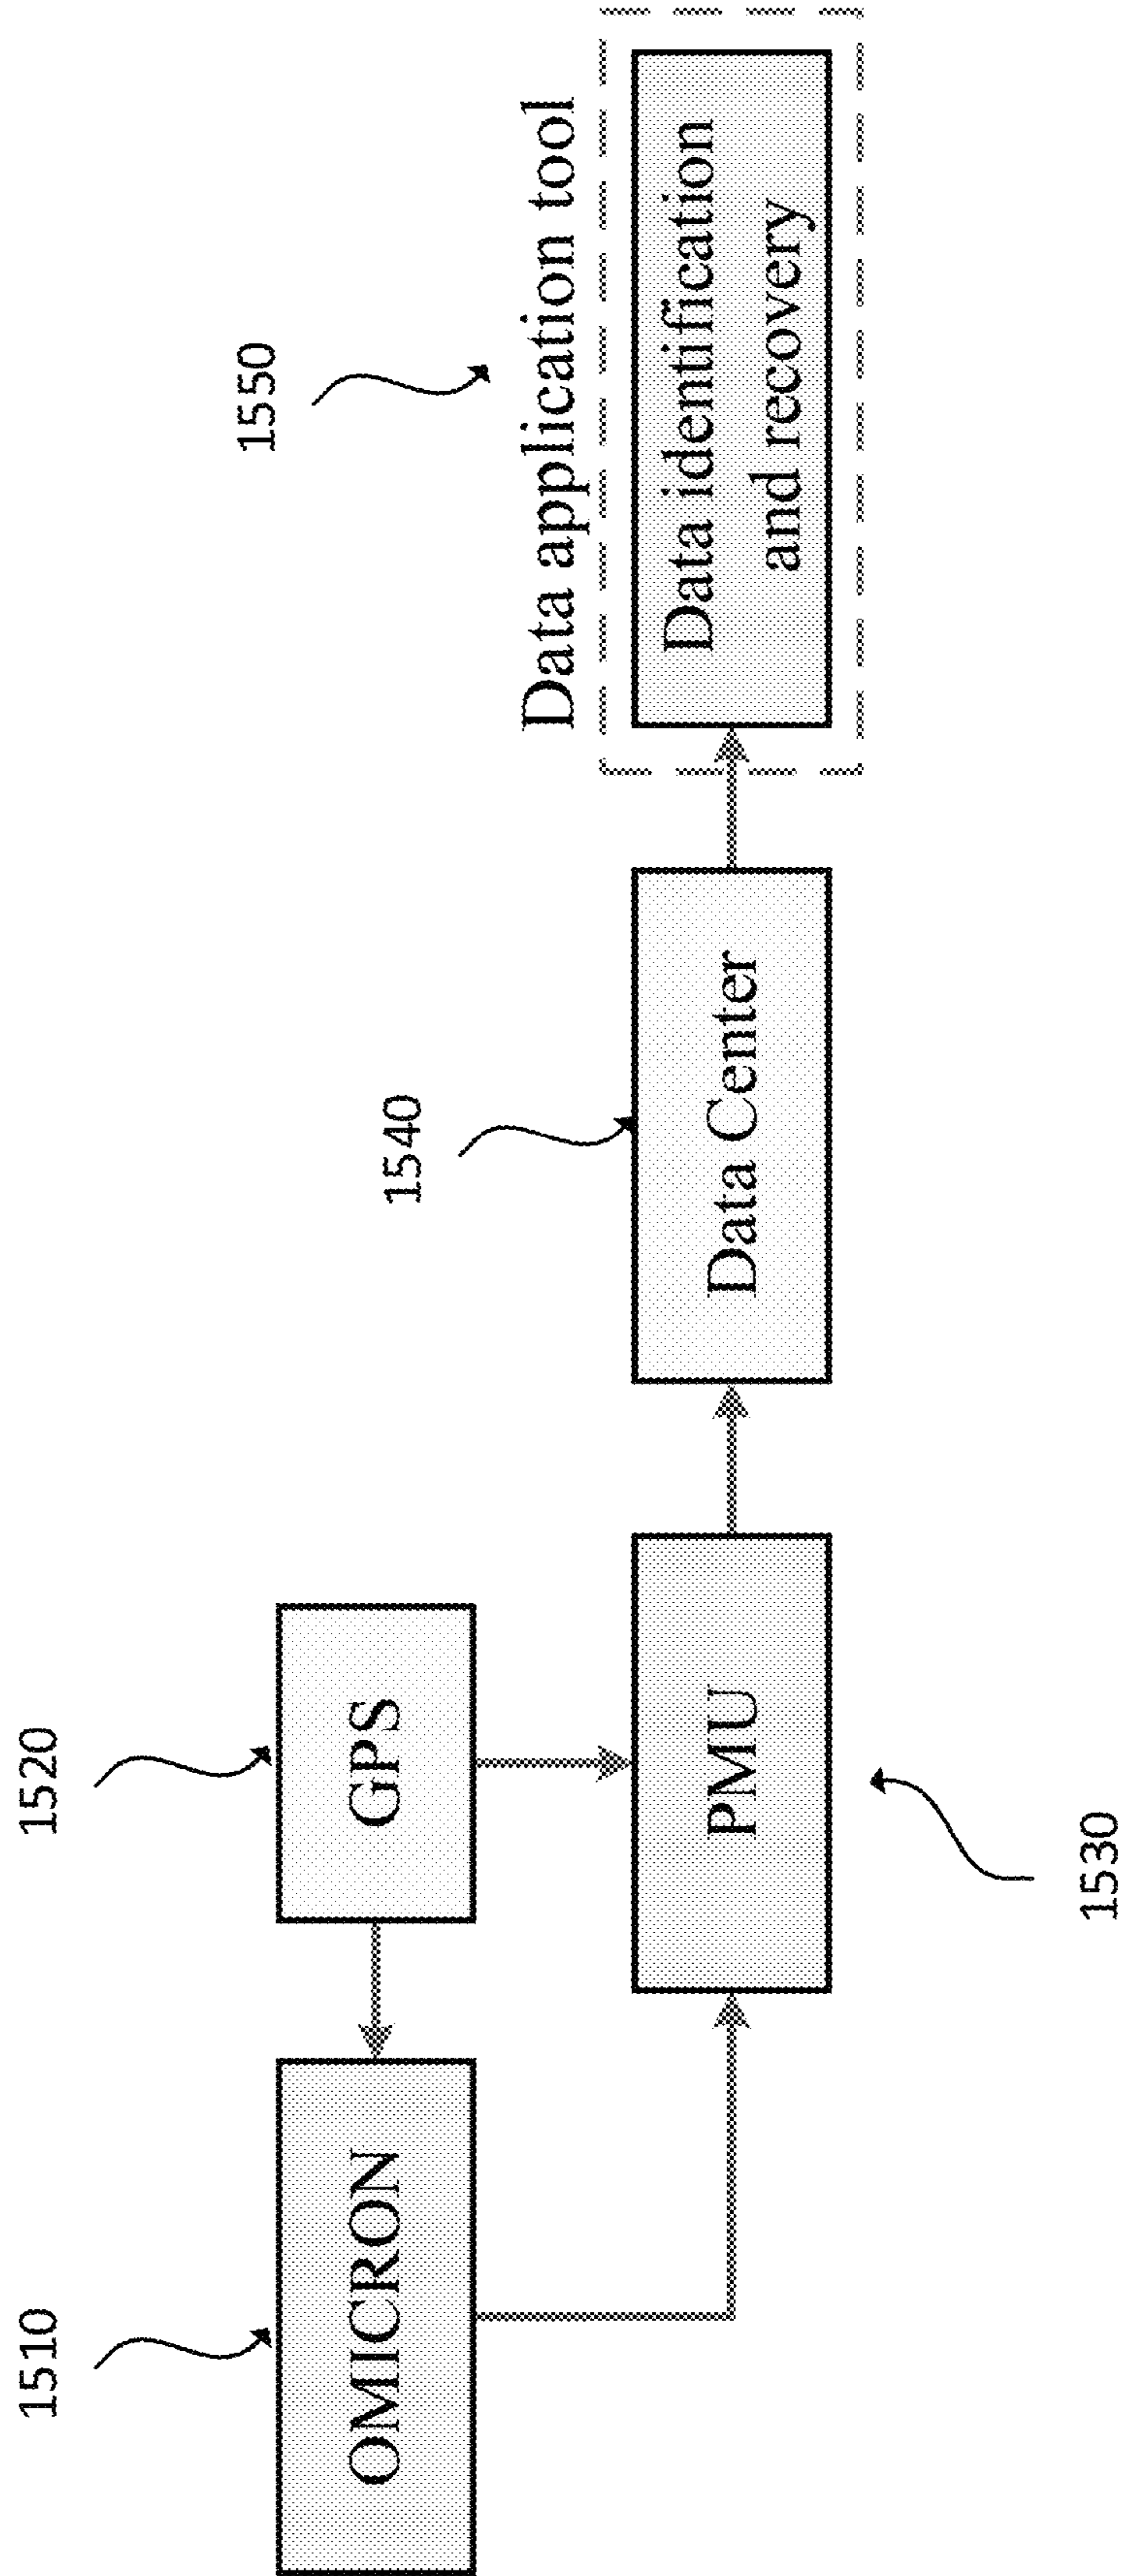 1510
1520
OMICRON
GPS
1530
PMU
1540
Data Center
1550
Data application tool
Data identification
and recovery